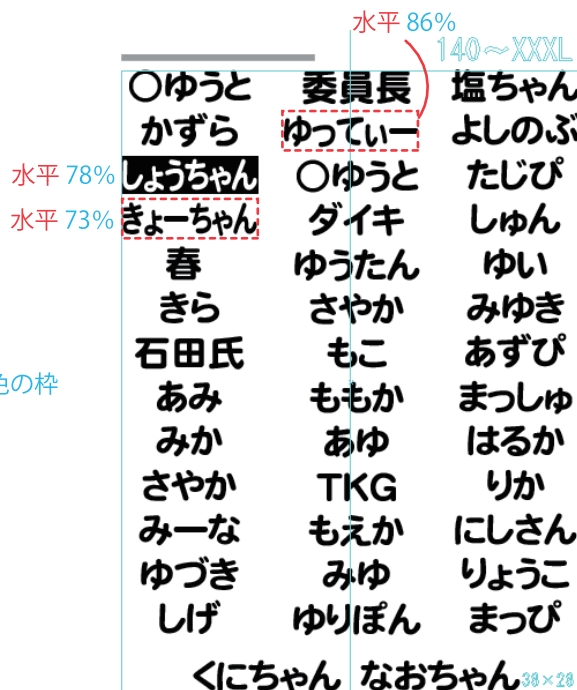 水平 86%
140～XXXL
○ゆうと 委員長 塩ちゃん
かずら ゆってぃー よしのぶ
水平 78% しょうちゃん ○ゆうと たじぴ
水平 73% きょーちゃん ダイキ しゅん
春 ゆうたん ゆい
きら さやか みゆき
石田氏 もこ あずぴ
色の枠 あみ ももか まっしゅ
みか あゆ はるか
さやか TKG りか
みーな もえか にしさん
ゆづき みゆ りょうこ
しげ ゆりぽん まっぴ
くにちゃん なおちゃん 38×28